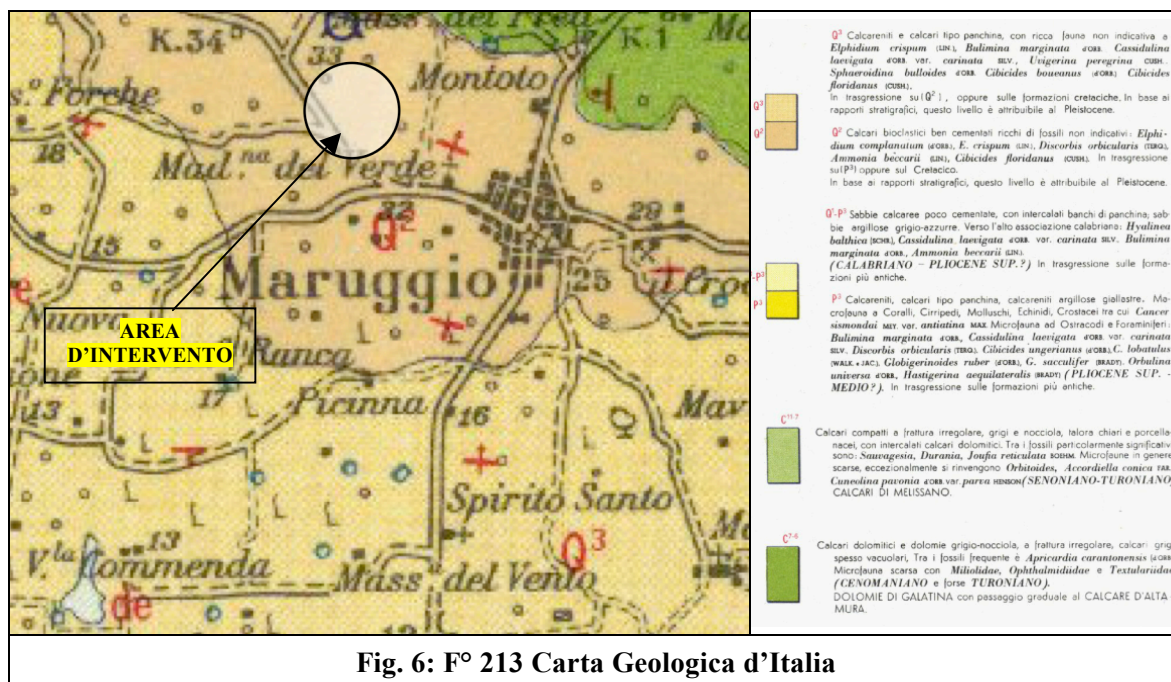 K.34
33
Mass. del Fred
K.1
Montoto
s.º Forche
18
Mad.na del Verde
22
29
Q²
15
Maruggio
25
Nuova
AREA
D'INTERVENTO
Runca
17
13
Picinna
16
Mav
Spirito Santo
13
V.la Commenda
Q³
de
Mass. del Vento
Q³ Calcareniti e calcari tipo panchina, con ricca fauna non indicativa a
Elphidium crispum (LIN.), Bulimina marginata d'ORB. Cassidulina
laevigata d'ORB. var. carinata SILV., Uvigerina peregrina CUSH.,
Sphaeroidina bulloides d'ORB. Cibicides boueanus (d'ORB.) Cibicides
floridanus (CUSH.).
In trasgressione su (Q²), oppure sulle formazioni cretaciche. In base ai
rapporti stratigrafici, questo livello è attribuibile al Pleistocene.
Q³
Q²
Q² Calcari bioclastici ben cementati ricchi di fossili non indicativi: Elphi-
dium complanatum (d'ORB.), E. crispum (LIN.), Discorbis orbicularis (TERQ.),
Ammonia beccarii (LIN.), Cibicides floridanus (CUSH.). In trasgressione
su (P³) oppure sul Cretacico.
In base ai rapporti stratigrafici, questo livello è attribuibile al Pleistocene.
Q¹-P³ Sabbie calcaree poco cementate, con intercalati banchi di panchina; sab-
bie argillose grigio-azzurre. Verso l'alto associazione calabriana: Hyalinea
balthica (SCHR.), Cassidulina laevigata d'ORB. var. carinata SILV. Bulimina
marginata d'ORB., Ammonia beccarii (LIN.).
(CALABRIANO - PLIOCENE SUP.?) In trasgressione sulle forma-
zioni più antiche.
-P³
P³
P³ Calcareniti, calcari tipo panchina, calcareniti argillose giallastre. Ma-
crofauna a Coralli, Cirripedi, Molluschi, Echinidi, Crostacei tra cui Cancer
sismondai MEY. var. antiatina MAX. Microfauna ad Ostracodi e Foraminiferi:
Bulimina marginata d'ORB., Cassidulina laevigata d'ORB. var. carinata
SILV. Discorbis orbicularis (TERQ.) Cibicides ungerianus (d'ORB.), C. lobatulus
(WALK. e JAC.), Globigerinoides ruber (d'ORB.), G. sacculifer (BRADY). Orbulina
universa d'ORB., Hastigerina aequilateralis (BRADY) (PLIOCENE SUP. -
MEDIO?). In trasgressione sulle formazioni più antiche.
C¹¹⁻⁷
Calcari compatti a frattura irregolare, grigi e nocciola, talora chiari e porcella-
nacei, con intercalati calcari dolomitici. Tra i fossili particolarmente significativ
sono: Sauvagesia, Durania, Joufia reticulata BOEHM. Microfaune in genere
scarse, eccezionalmente si rinvengono Orbitoides, Accordiella conica FAR.
Cuneolina pavonia d'ORB. var. parva HENSON (SENONIANO-TURONIANO)
CALCARI DI MELISSANO.
C⁷⁻⁶
Calcari dolomitici e dolomie grigio-nocciola, a frattura irregolare, calcari grigi
spesso vacuolari. Tra i fossili frequente è Apricardia carantonensis (d'ORB.
Microfauna scarsa con Miliolidae, Ophthalmidiidae e Textulariidae
(CENOMANIANO e forse TURONIANO).
DOLOMIE DI GALATINA con passaggio graduale al CALCARE D'ALTA-
MURA.
Fig. 6: F° 213 Carta Geologica d'Italia